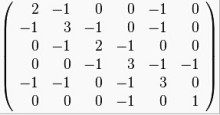 2 −1 0 0 −1 0
−1 3 −1 0 −1 0
0 −1 2 −1 0 0
0 0 −1 3 −1 −1
−1 −1 0 −1 3 0
0 0 0 −1 0 1